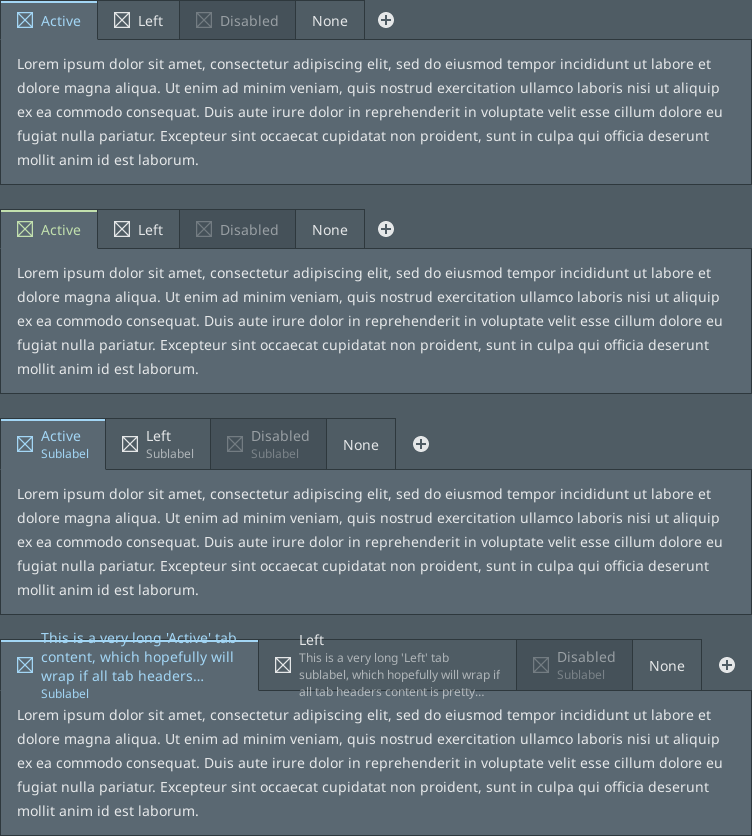 Active Left Disabled None
Lorem ipsum dolor sit amet, consectetur adipiscing elit, sed do eiusmod tempor incididunt ut labore et
dolore magna aliqua. Ut enim ad minim veniam, quis nostrud exercitation ullamco laboris nisi ut aliquip
ex ea commodo consequat. Duis aute irure dolor in reprehenderit in voluptate velit esse cillum dolore eu
fugiat nulla pariatur. Excepteur sint occaecat cupidatat non proident, sunt in culpa qui officia deserunt
mollit anim id est laborum.
Active Left Disabled None
Lorem ipsum dolor sit amet, consectetur adipiscing elit, sed do eiusmod tempor incididunt ut labore et
dolore magna aliqua. Ut enim ad minim veniam, quis nostrud exercitation ullamco laboris nisi ut aliquip
ex ea commodo consequat. Duis aute irure dolor in reprehenderit in voluptate velit esse cillum dolore eu
fugiat nulla pariatur. Excepteur sint occaecat cupidatat non proident, sunt in culpa qui officia deserunt
mollit anim id est laborum.
Active
Sublabel
Left
Sublabel
Disabled
Sublabel
None
Lorem ipsum dolor sit amet, consectetur adipiscing elit, sed do eiusmod tempor incididunt ut labore et
dolore magna aliqua. Ut enim ad minim veniam, quis nostrud exercitation ullamco laboris nisi ut aliquip
ex ea commodo consequat. Duis aute irure dolor in reprehenderit in voluptate velit esse cillum dolore eu
fugiat nulla pariatur. Excepteur sint occaecat cupidatat non proident, sunt in culpa qui officia deserunt
mollit anim id est laborum.
This is a very long 'Active' tab
content, which hopefully will
wrap if all tab headers...
Sublabel
Left
This is a very long 'Left' tab
sublabel, which hopefully will wrap if
all tab headers content is pretty...
Disabled
Sublabel
None
Lorem ipsum dolor sit amet, consectetur adipiscing elit, sed do eiusmod tempor incididunt ut labore et
dolore magna aliqua. Ut enim ad minim veniam, quis nostrud exercitation ullamco laboris nisi ut aliquip
ex ea commodo consequat. Duis aute irure dolor in reprehenderit in voluptate velit esse cillum dolore eu
fugiat nulla pariatur. Excepteur sint occaecat cupidatat non proident, sunt in culpa qui officia deserunt
mollit anim id est laborum.